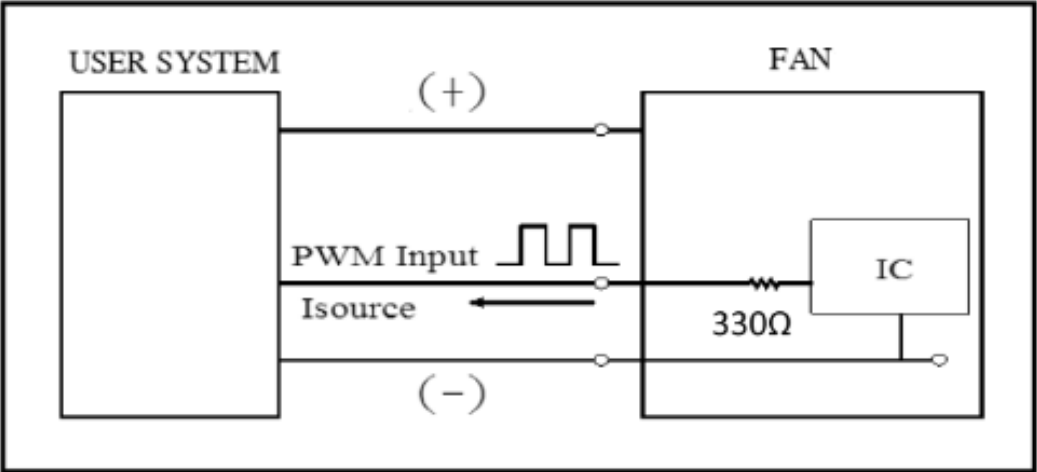 USER SYSTEM
FAN
(+)
PWM Input
IC
Isource
330Ω
(-)